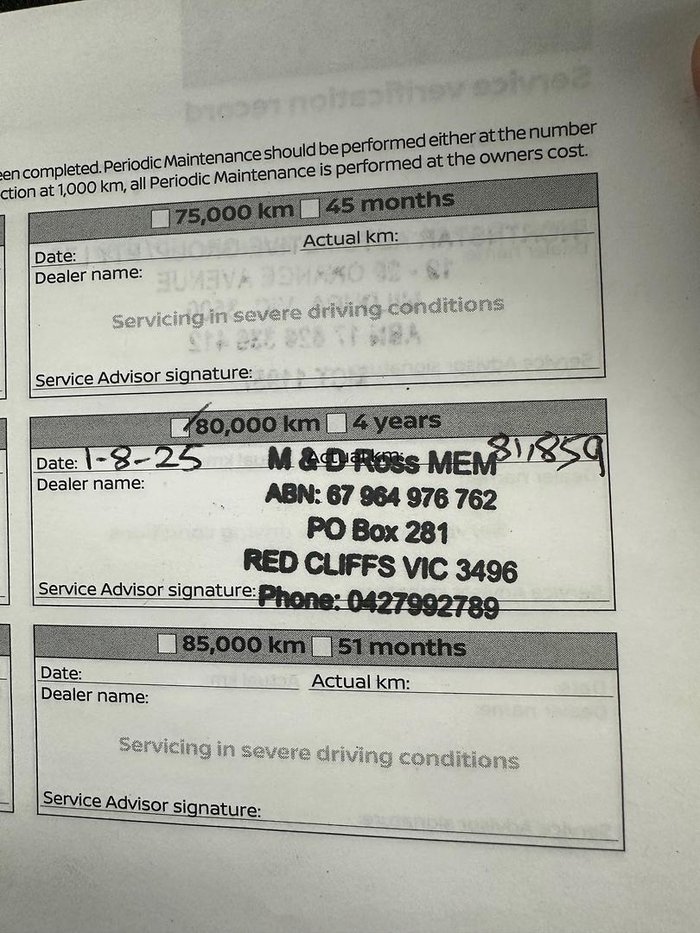 een completed. Periodic Maintenance should be performed either at the number
ction at 1,000 km, all Periodic Maintenance is performed at the owners cost.
75,000 km 45 months
Date: Actual km:
Dealer name:
Servicing in severe driving conditions
Service Advisor signature:
80,000 km 4 years
Date: 1-8-25 Actual km: 81,859
M & D Ross MEM
Dealer name:
ABN: 67 964 976 762
PO Box 281
RED CLIFFS VIC 3496
Service Advisor signature: Phone: 0427992789
85,000 km 51 months
Date: Actual km:
Dealer name:
Servicing in severe driving conditions
Service Advisor signature: